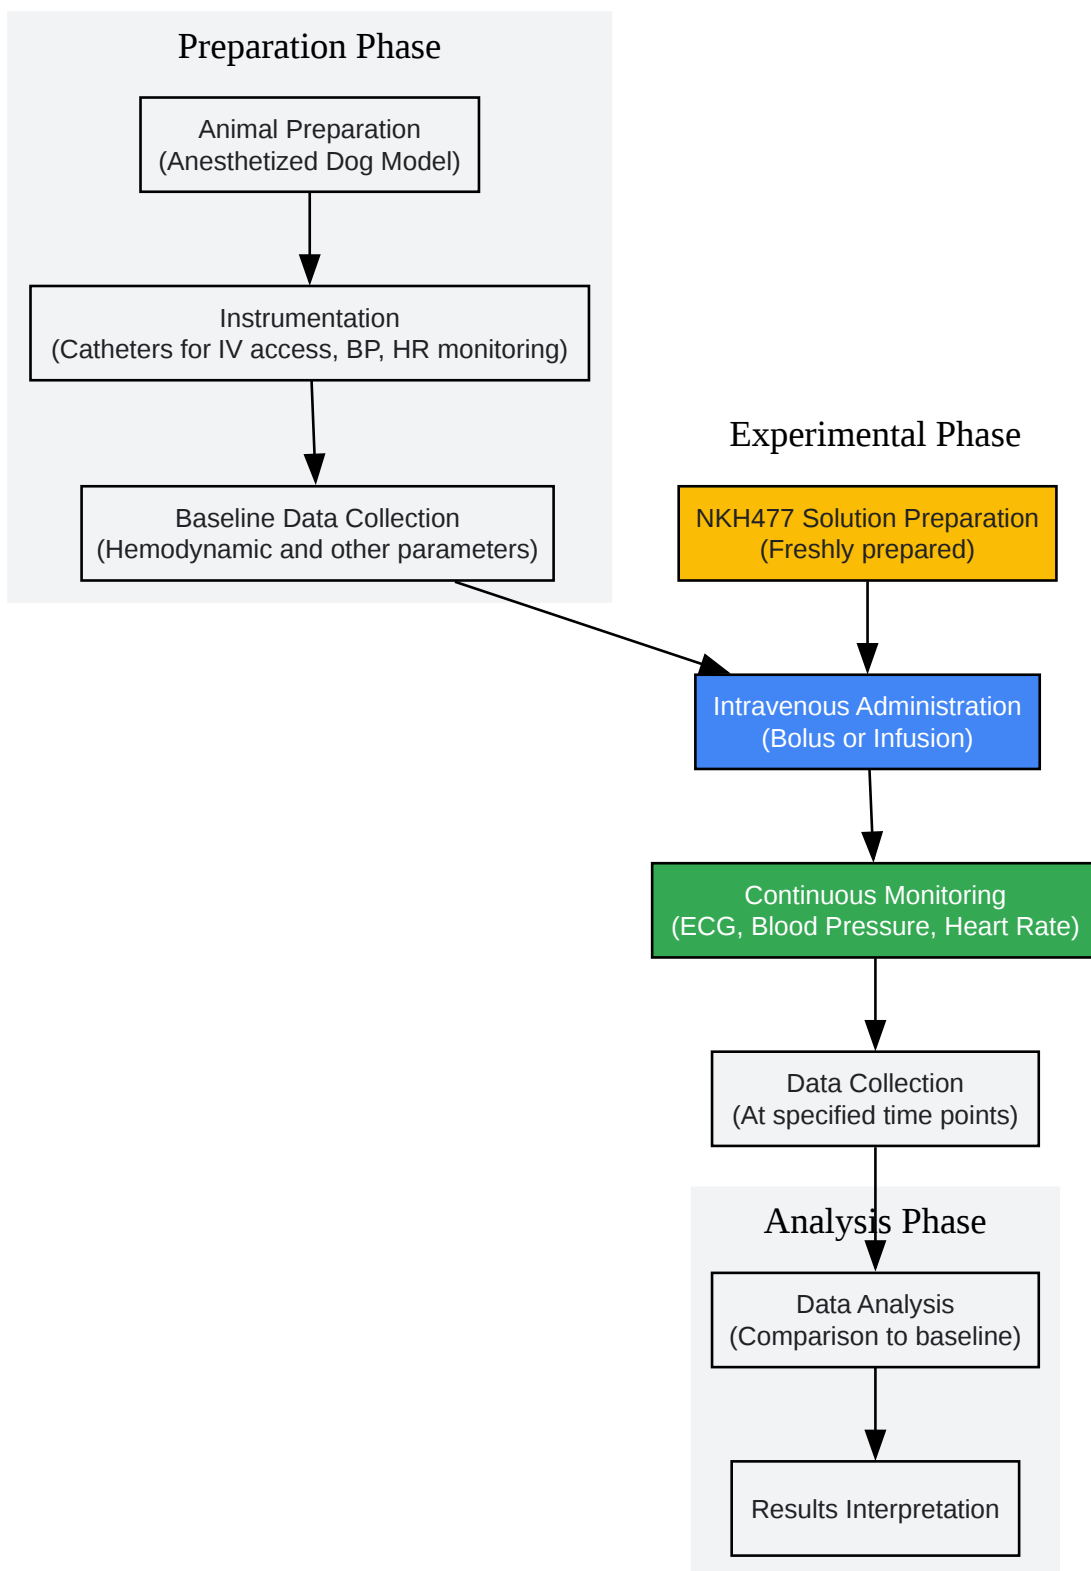 Preparation Phase
Animal Preparation
(Anesthetized Dog Model)
Instrumentation
(Catheters for IV access, BP, HR monitoring)
Baseline Data Collection
(Hemodynamic and other parameters)
Experimental Phase
NKH477 Solution Preparation
(Freshly prepared)
Intravenous Administration
(Bolus or Infusion)
Continuous Monitoring
(ECG, Blood Pressure, Heart Rate)
Data Collection
(At specified time points)
Analysis Phase
Data Analysis
(Comparison to baseline)
Results Interpretation